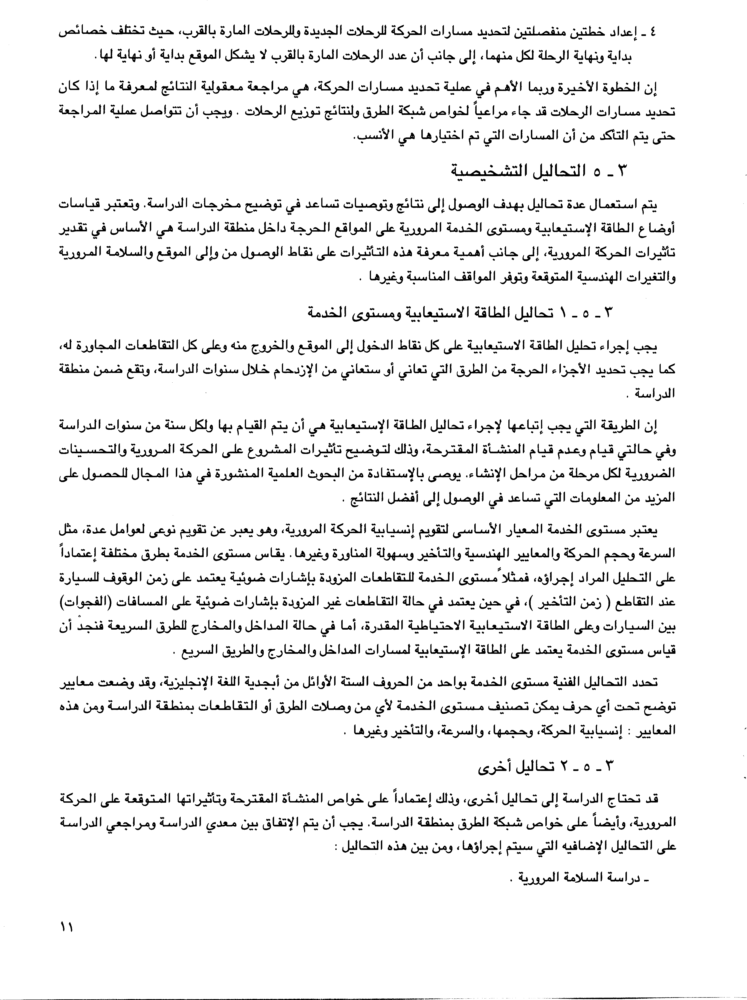 ٤ ـ إعداد خطتين منفصلتين لتحديد مسارات الحركة للرحلات الجديدة وللرحلات المارة بالقرب، حيث تختلف خصائص
بداية ونهاية الرحلة لكل منهما، إلى جانب أن عدد الرحلات المارة بالقرب لا يشكل الموقع بداية أو نهاية لها.
إن الخطوة الأخيرة وربما الأهم في عملية تحديد مسارات الحركة، هي مراجعة معقولية النتائج لمعرفة ما إذا كان
تحديد مسارات الرحلات قد جاء مراعياً لخواص شبكة الطرق ولنتائج توزيع الرحلات . ويجب أن تتواصل عملية المراجعة
حتى يتم التأكد من أن المسارات التي تم اختيارها هي الأنسب.
٣ ـ ٥ التحاليل التشخيصية
يتم استعمال عدة تحاليل بهدف الوصول إلى نتائج وتوصيات تساعد في توضيح مخرجات الدراسة. وتعتبر قياسات
أوضاع الطاقة الإستيعابية ومستوى الخدمة المرورية على المواقع الحرجة داخل منطقة الدراسة هي الأساس في تقدير
تأثيرات الحركة المرورية، إلى جانب أهمية معرفة هذه التأثيرات على نقاط الوصول من وإلى الموقع والسلامة المرورية
والتغيرات الهندسية المتوقعة وتوفر المواقف المناسبة وغيرها .
٣ ـ ٥ ـ ١ تحاليل الطاقة الاستيعابية ومستوى الخدمة
يجب إجراء تحليل الطاقة الاستيعابية على كل نقاط الدخول إلى الموقع والخروج منه وعلى كل التقاطعات المجاورة له،
كما يجب تحديد الأجزاء الحرجة من الطرق التي تعاني أو ستعاني من الإزدحام خلال سنوات الدراسة، وتقع ضمن منطقة
الدراسة .
إن الطريقة التي يجب إتباعها لإجراء تحاليل الطاقة الإستيعابية هي أن يتم القيام بها ولكل سنة من سنوات الدراسة
وفي حالتي قيام وعدم قيام المنشأة المقترحة، وذلك لتوضيح تأثيرات المشروع على الحركة المرورية والتحسينات
الضرورية لكل مرحلة من مراحل الإنشاء. يوصى بالإستفادة من البحوث العلمية المنشورة في هذا المجال للحصول على
المزيد من المعلومات التي تساعد في الوصول إلى أفضل النتائج .
يعتبر مستوى الخدمة المعيار الأساسى لتقويم إنسيابية الحركة المرورية، وهو يعبر عن تقويم نوعى لعوامل عدة، مثل
السرعة وحجم الحركة والمعايير الهندسية والتأخير وسهولة المناورة وغيرها. يقاس مستوى الخدمة بطرق مختلفة إعتماداً
على التحليل المراد إجراؤه، فمثلاً مستوى الخدمة للتقاطعات المزودة بإشارات ضوئية يعتمد على زمن الوقوف للسيارة
عند التقاطع ( زمن التأخير )، في حين يعتمد في حالة التقاطعات غير المزودة بإشارات ضوئية على المسافات (الفجوات)
بين السيارات وعلى الطاقة الاستيعابية الاحتياطية المقدرة، أما في حالة المداخل والمخارج للطرق السريعة فنجد أن
قياس مستوى الخدمة يعتمد على الطاقة الإستيعابية لمسارات المداخل والمخارج والطريق السريع .
تحدد التحاليل الفنية مستوى الخدمة بواحد من الحروف الستة الأوائل من أبجدية اللغة الإنجليزية، وقد وضعت معايير
توضح تحت أي حرف يمكن تصنيف مستوى الخدمة لأي من وصلات الطرق أو التقاطعات بمنطقة الدراسة ومن هذه
المعايير : إنسيابية الحركة، وحجمها، والسرعة، والتأخير وغيرها .
٣ ـ ٥ ـ ٢ تحاليل أخرى
قد تحتاج الدراسة إلى تحاليل أخرى، وذلك إعتماداً على خواص المنشأة المقترحة وتأثيراتها المتوقعة على الحركة
المرورية، وأيضاً على خواص شبكة الطرق بمنطقة الدراسة. يجب أن يتم الإتفاق بين معدي الدراسة ومراجعي الدراسة
على التحاليل الإضافيه التي سيتم إجراؤها، ومن بين هذه التحاليل :
ـ دراسة السلامة المرورية .
١١